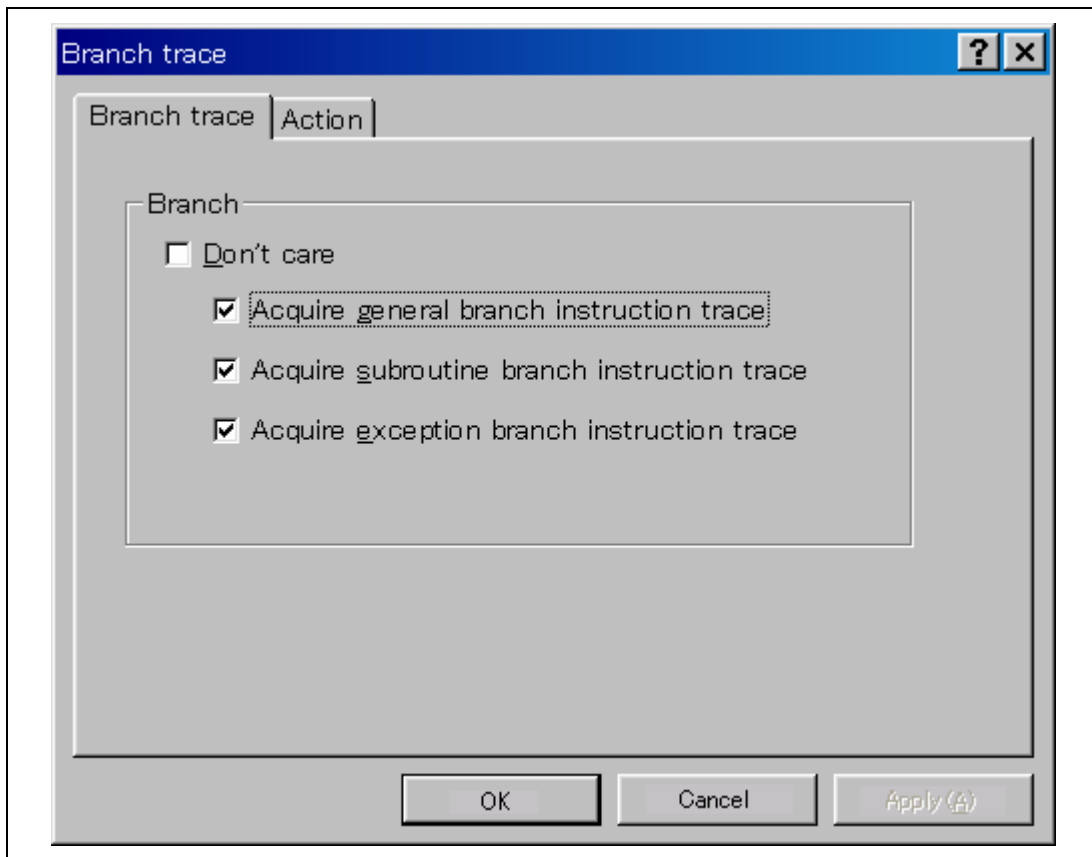 Branch trace
Branch trace Action
Branch
Don't care
Acquire general branch instruction trace
Acquire subroutine branch instruction trace
Acquire exception branch instruction trace
OK Cancel Apply (A)